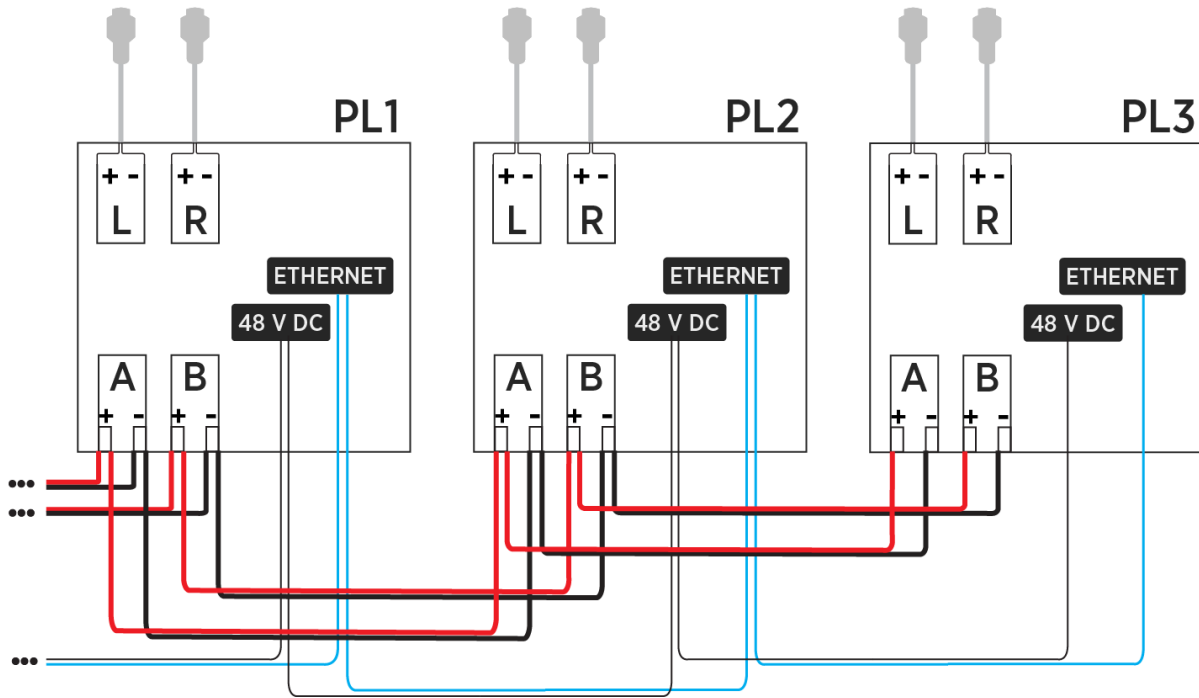 PL1
PL2
PL3
+ - + -
L R
+ - + -
L R
+ - + -
L R
ETHERNET
ETHERNET
ETHERNET
48 V DC
48 V DC
48 V DC
A B
+ - + -
A B
+ - + -
A B
+ - + -
•••
•••
•••